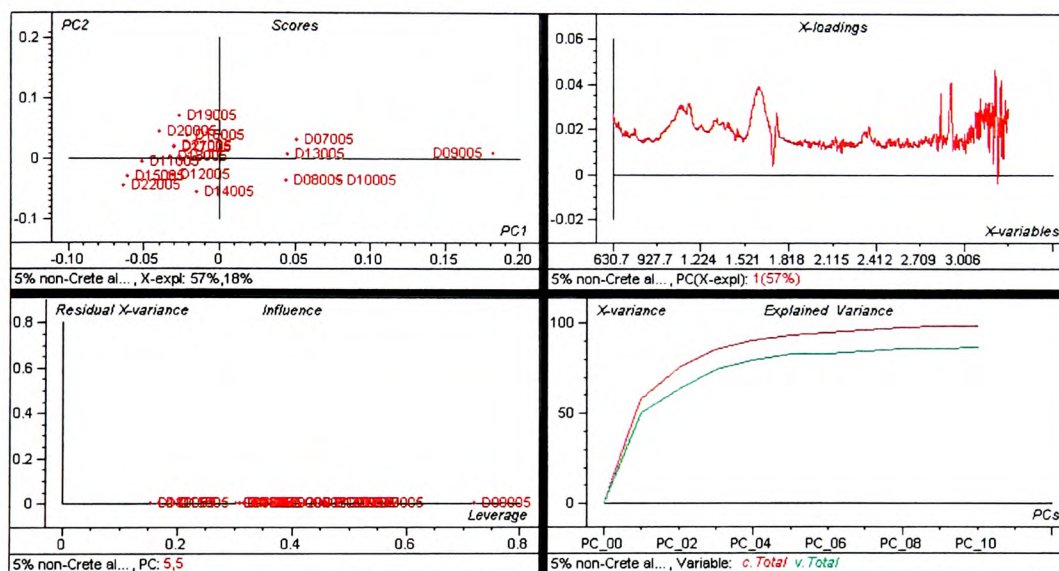 PC2 Scores
0.2
0.1
0
-0.1
D19005
D20005
D07005
D13005
D09005
D12005
D15005
D22005
D14005
D08005
D10005
PC1
-0.10 -0.05 0 0.05 0.10 0.15 0.20
5% non-Crete al..., X-expl: 57%,18%
X-loadings
0.06
0.04
0.02
0
-0.02
X-variables
630.7 927.7 1.224 1.521 1.818 2.115 2.412 2.709 3.006
5% non-Crete al..., PC(X-expl): 1(57%)
Residual X-variance Influence
0.8
0.6
0.4
0.2
0
D09005
Leverage
0 0.2 0.4 0.6 0.8
5% non-Crete al..., PC: 5,5
X-variance Explained Variance
100
50
0
PCs
PC_00 PC_02 PC_04 PC_06 PC_08 PC_10
5% non-Crete al..., Variable: c.Total v.Total